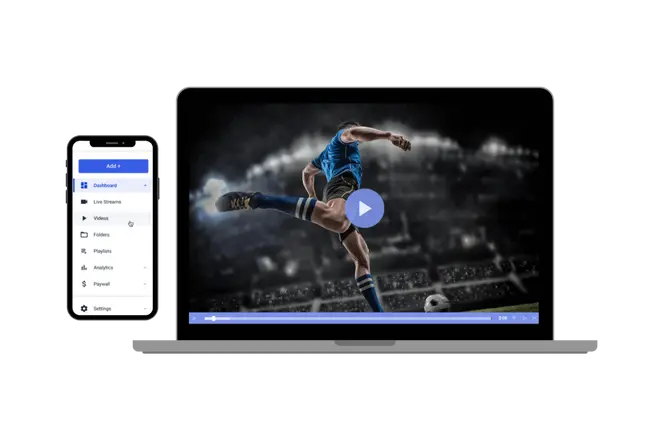 Add +
Dashboard
Live Streams
Videos
Folders
Playlists
Analytics
Paywall
Settings